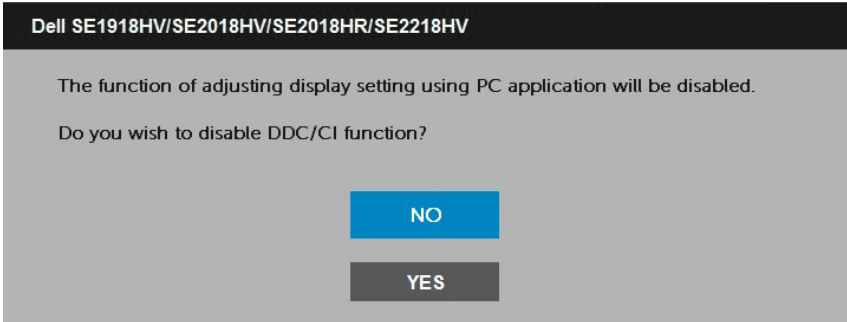 Dell SE1918HV/SE2018HV/SE2018HR/SE2218HV
The function of adjusting display setting using PC application will be disabled.
Do you wish to disable DDC/CI function?
NO
YES